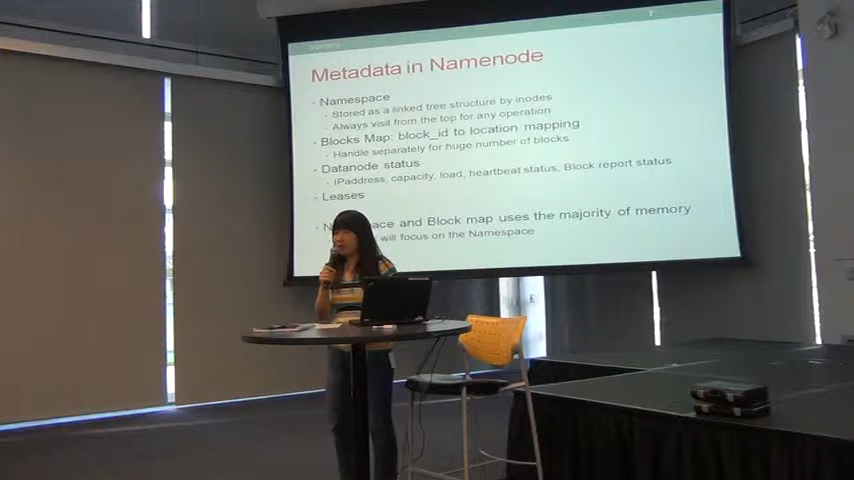 7
Metadata in Namenode
· Namespace
· Stored as a linked tree structure by inodes
· Always visit from the top for any operation
· Blocks Map: block_id to location mapping
· Handle separately for huge number of blocks
· Datanode status
· IPaddress, capacity, load, heartbeat status, Block report status
· Leases
and Block map uses the majority of memory
will focus on the Namespace